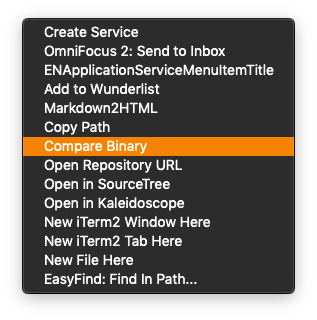 Create Service
OmniFocus 2: Send to Inbox
ENApplicationServiceMenuItemTitle
Add to Wunderlist
Markdown2HTML
Copy Path
Compare Binary
Open Repository URL
Open in SourceTree
Open in Kaleidoscope
New iTerm2 Window Here
New iTerm2 Tab Here
New File Here
EasyFind: Find In Path...